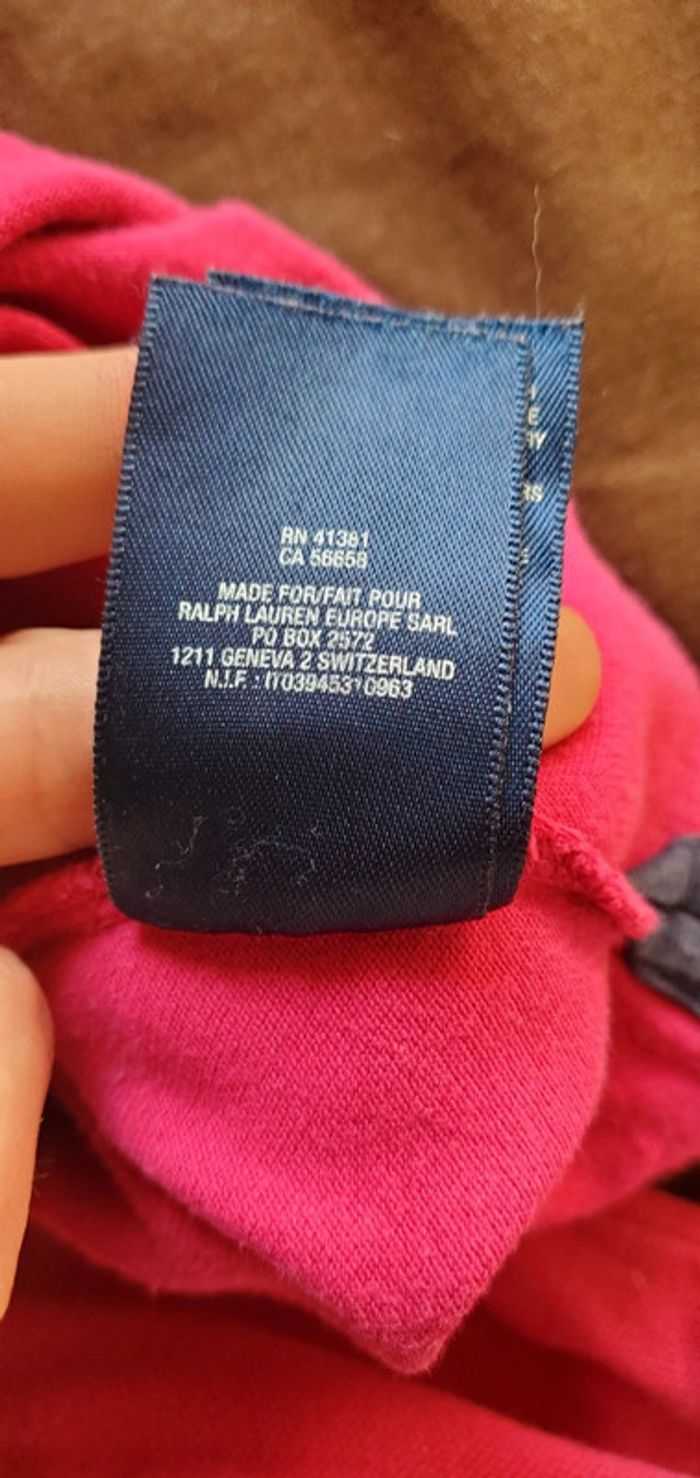 RN 41381
CA 56658
MADE FOR/FAIT POUR
RALPH LAUREN EUROPE SARL
PO BOX 2572
1211 GENEVA 2 SWITZERLAND
N.I.F. : IT03945310963